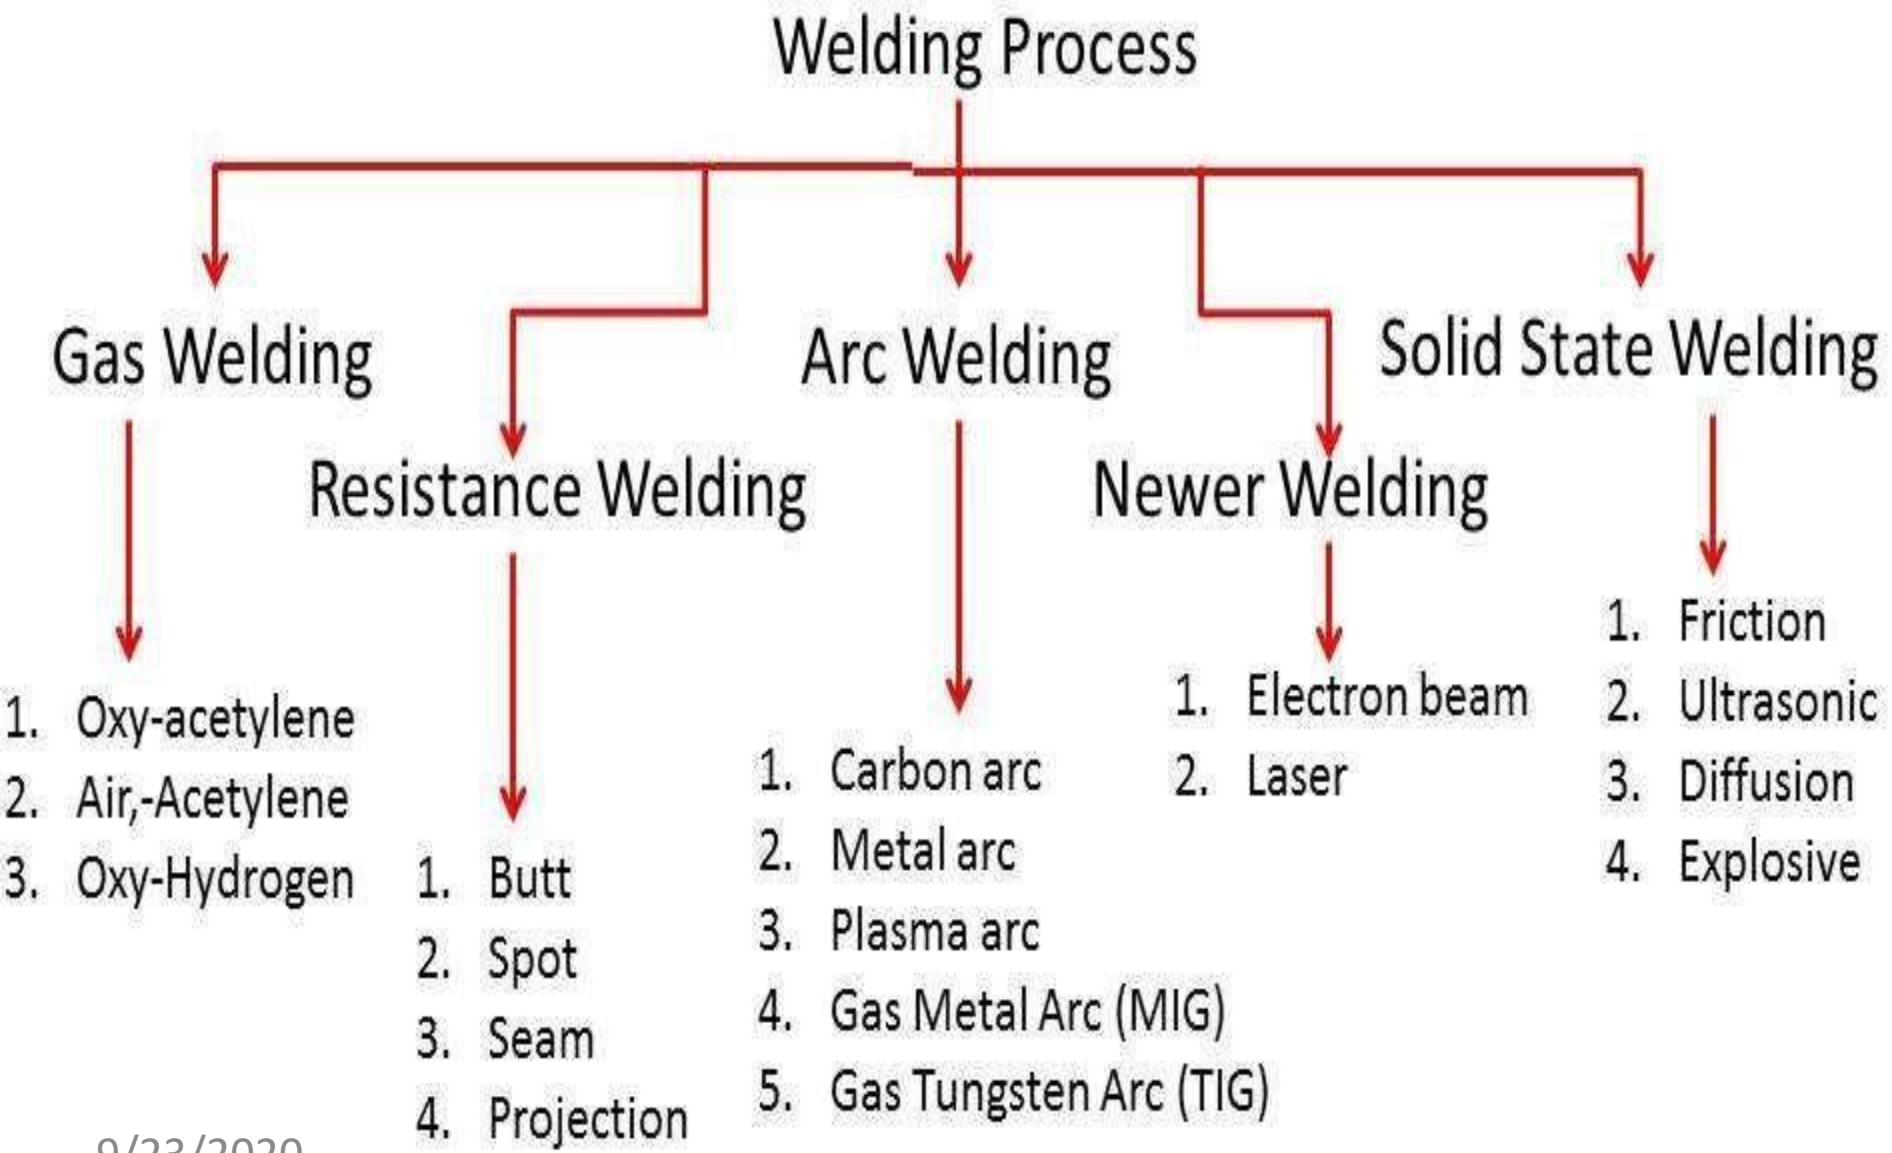 Welding Process
Gas Welding
1. Oxy-acetylene
2. Air,-Acetylene
3. Oxy-Hydrogen
Resistance Welding
1. Butt
2. Spot
3. Seam
4. Projection
Arc Welding
1. Carbon arc
2. Metal arc
3. Plasma arc
4. Gas Metal Arc (MIG)
5. Gas Tungsten Arc (TIG)
Newer Welding
1. Electron beam
2. Laser
Solid State Welding
1. Friction
2. Ultrasonic
3. Diffusion
4. Explosive
9/23/2020